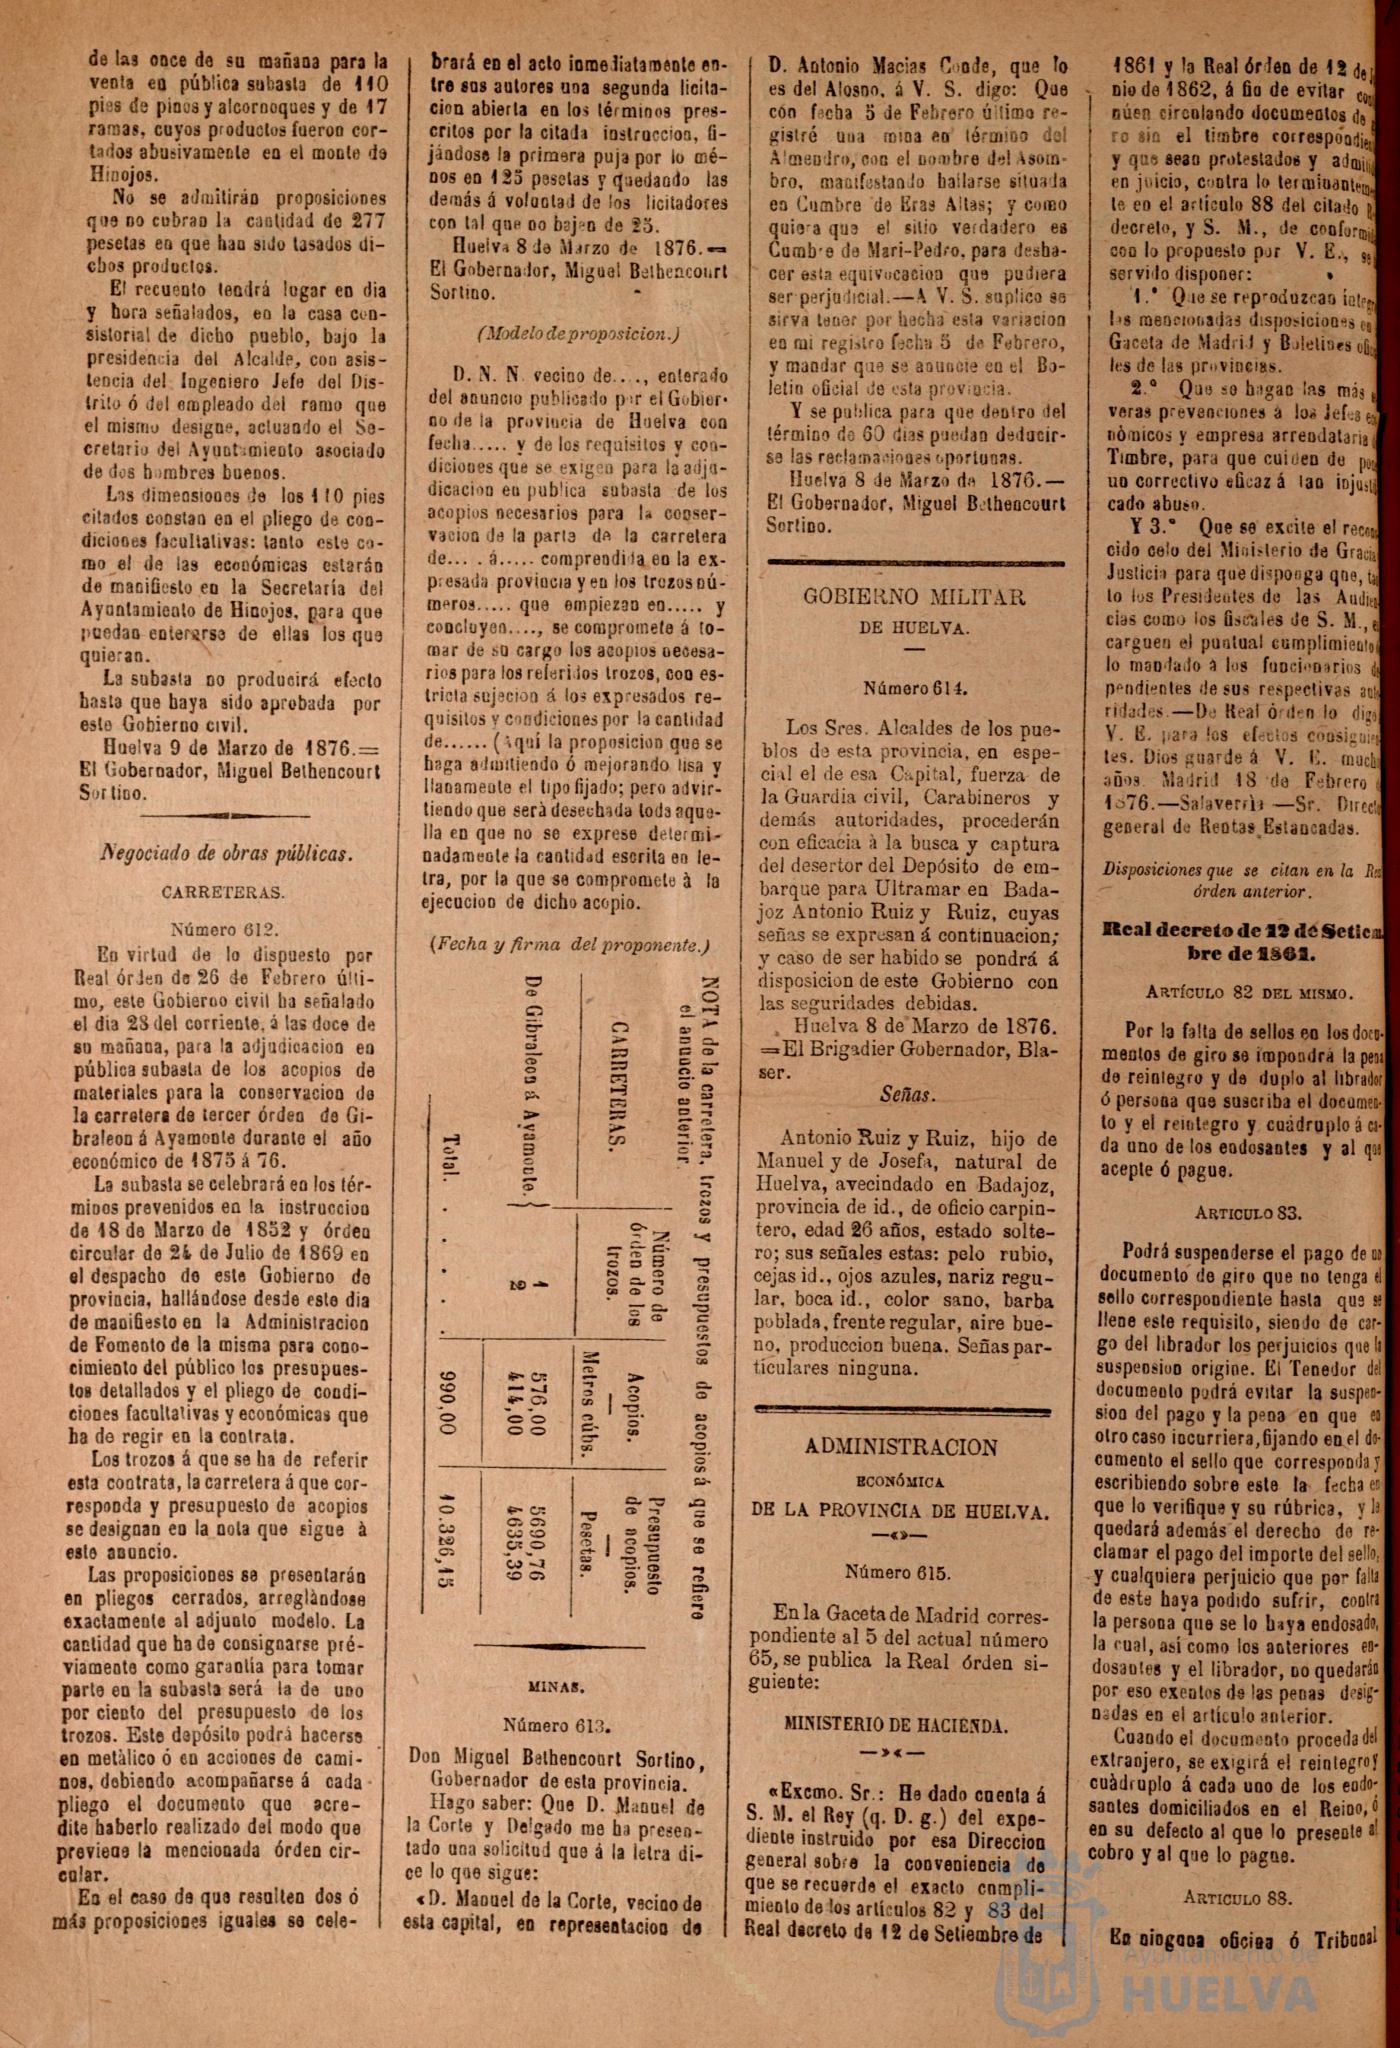 de las once de su mañana para la
venta en pública subasta de 110
pies de pinos y alcornoques y de 17
ramas, cuyos productos fueron cor-
tados abusivamente en el monte de
Hinojos.
No se admitirán proposiciones
que no cubran la cantidad de 277
pesetas en que han sido tasados di-
chos productos.
El recuento tendrá lugar en dia
y hora señalados, en la casa con-
sistorial de dicho pueblo, bajo la
presidencia del Alcalde, con asis-
tencia del Ingeniero Jefe del Dis-
trito ó del empleado del ramo que
el mismo designe, actuando el Se-
cretario del Ayuntamiento asociado
de dos hombres buenos.
Las dimensiones de los 110 pies
citados constan en el pliego de con-
diciones facultativas: tanto este co-
mo el de las económicas estarán
de manifiesto en la Secretaría del
Ayuntamiento de Hinojos, para que
puedan enterarse de ellas los que
quieran.
La subasta no producirá efecto
hasta que haya sido aprobada por
este Gobierno civil.
Huelva 9 de Marzo de 1876.=
El Gobernador, Miguel Bethencourt
Sortino.
Negociado de obras públicas.
CARRETERAS.
Número 612.
En virtud de lo dispuesto por
Real órden de 26 de Febrero últi-
mo, este Gobierno civil ha señalado
el dia 28 del corriente, á las doce de
su mañana, para la adjudicacion en
pública subasta de los acopios de
materiales para la conservacion de
la carretera de tercer órden de Gi-
braleon á Ayamonte durante el año
económico de 1875 á 76.
La subasta se celebrará en los tér-
minos prevenidos en la instruccion
de 18 de Marzo de 1852 y órden
circular de 24 de Julio de 1869 en
el despacho de este Gobierno de
provincia, hallándose desde este dia
de manifiesto en la Administracion
de Fomento de la misma para cono-
cimiento del público los presupues-
tos detallados y el pliego de condi-
ciones facultativas y económicas que
ha de regir en la contrata.
Los trozos á que se ha de referir
esta contrata, la carretera á que cor-
responda y presupuesto de acopios
se designan en la nota que sigue à
este anuncio.
Las proposiciones se presentarán
en pliegos cerrados, arreglàndose
exactamente al adjunto modelo. La
cantidad que ha de consignarse pré-
viamente como garantía para tomar
parte en la subasta será la de uno
por ciento del presupuesto de los
trozos. Este depósito podrá hacerse
en metàlico ó en acciones de cami-
nos, debiendo acompañarse á cada
pliego el documento que acre-
dite haberlo realizado del modo que
previene la mencionada órden cir-
cular.
En el caso de que resulten dos ó
más proposiciones iguales se cele-
brará en el acto inmediatamente en-
tre sus autores una segunda licita-
cion abierta en los términos pres-
critos por la citada instruccion, fi-
jándose la primera puja por lo mé-
nos en 125 pesetas y quedando las
demás á voluntad de los licitadores
con tal que no bajen de 25.
Huelva 8 de Marzo de 1876.=
El Gobernador, Miguel Bethencourt
Sortino.
(Modelo de proposicion.)
D. N. N. vecino de...., enterado
del anuncio publicado por el Gobier-
no de la provincia de Huelva con
fecha..... y de los requisitos y con-
diciones que se exigen para la adju-
dicacion en publica subasta de los
acopios necesarios para la conser-
vacion de la parte de la carretera
de.... á..... comprendida en la ex-
presada provincia y en los trozos nú-
meros..... que empiezan en..... y
concluyen...., se compromete á to-
mar de su cargo los acopios necesa-
rios para los referidos trozos, con es-
tricta sujecion á los expresados re-
quisitos y condiciones por la cantidad
de...... (Aquí la proposicion que se
haga admitiendo ó mejorando lisa y
llanamente el tipo fijado; pero advir-
tiendo que será desechada toda aque-
lla en que no se exprese determi-
nadamente la cantidad escrita en le-
tra, por la que se compromete à la
ejecucion de dicho acopio.
(Fecha y firma del proponente.)
NOTA de la carretera, trozos y presupuestos de acopios á que se refiere
el anuncio anterior.
CARRETERAS.
Número de
órden de los
trozos.
Acopios.
Metros cúbs.
Presupuesto
de acopios.
Pesetas.
De Gibraleon á Ayamonte. }
1
576,00
5690,76
2
414,00
4635,39
Total. . . . .
990,00
10.326,15
MINAS.
Número 613.
Don Miguel Bethencourt Sortino,
Gobernador de esta provincia.
Hago saber: Que D. Manuel de
la Corte y Delgado me ha presen-
tado una solicitud que á la letra di-
ce lo que sigue:
«D. Manuel de la Corte, vecino de
esta capital, en representacion de
D. Antonio Macias Conde, que lo
es del Alosno, á V. S. digo: Que
con fecha 5 de Febrero último re-
gistré una mina en término del
Almendro, con el nombre del Asom-
bro, manifestando hallarse situada
en Cumbre de Eras Altas; y como
quiera que el sitio verdadero es
Cumbre de Mari-Pedro, para desha-
cer esta equivocacion que pudiera
ser perjudicial.—A V. S. suplico se
sirva tener por hecha esta variacion
en mi registro fecha 5 de Febrero,
y mandar que se anuncie en el Bo-
letin oficial de esta provincia.
Y se publica para que dentro del
término de 60 dias puedan deducir-
se las reclamaciones oportunas.
Huelva 8 de Marzo de 1876.—
El Gobernador, Miguel Bethencourt
Sortino.
GOBIERNO MILITAR
DE HUELVA.
Número 614.
Los Sres. Alcaldes de los pue-
blos de esta provincia, en espe-
cial el de esa Capital, fuerza de
la Guardia civil, Carabineros y
demás autoridades, procederán
con eficacia à la busca y captura
del desertor del Depósito de em-
barque para Ultramar en Bada-
joz Antonio Ruiz y Ruiz, cuyas
señas se expresan á continuacion;
y caso de ser habido se pondrá á
disposicion de este Gobierno con
las seguridades debidas.
Huelva 8 de Marzo de 1876.
=El Brigadier Gobernador, Bla-
ser.
Señas.
Antonio Ruiz y Ruiz, hijo de
Manuel y de Josefa, natural de
Huelva, avecindado en Badajoz,
provincia de id., de oficio carpin-
tero, edad 26 años, estado solte-
ro; sus señales estas: pelo rubio,
cejas id., ojos azules, nariz regu-
lar, boca id., color sano, barba
poblada, frente regular, aire bue-
no, produccion buena. Señas par-
ticulares ninguna.
ADMINISTRACION
ECONÓMICA
DE LA PROVINCIA DE HUELVA.
—«»—
Número 615.
En la Gaceta de Madrid corres-
pondiente al 5 del actual número
65, se publica la Real órden si-
guiente:
MINISTERIO DE HACIENDA.
—»«—
«Excmo. Sr.: He dado cuenta á
S. M. el Rey (q. D. g.) del expe-
diente instruido por esa Direccion
general sobre la conveniencia de
que se recuerde el exacto cumpli-
miento de los artículos 82 y 83 del
Real decreto de 12 de Setiembre de
1861 y la Real órden de 12 de
nio de 1862, á fin de evitar
núen circulando documentos de
ro sin el timbre
y que sean protestados y
en juicio, contra lo
te en el artículo 88 del citado
decreto, y S. M., de
con lo propuesto por V. E., se
servido disponer:
1.° Que se reproduzcan
las mencionadas disposiciones en
Gaceta de Madrid y Boletines
les de las provincias.
2.° Que se hagan las más
veras prevenciones á los Jefes
nómicos y empresa arrendataria
Timbre, para que cuiden de
un correctivo eficaz á tan
cado abuso.
Y 3.° Que se excite el
cido celo del Ministerio de Gracia
Justicia para que disponga que,
to los Presidentes de las
cias como los fiscales de S. M.,
carguen el puntual cumplimiento
lo mandado á los funcionarios
pendientes de sus respectivas
ridades.—De Real órden lo digo
V. E. para los efectos
tes. Dios guarde á V. E.
años. Madrid 18 de Febrero
1876.—Salaverría—Sr.
general de Rentas Estancadas.
Disposiciones que se citan en la
órden anterior.
Real decreto de 12 de Setiem-
bre de 1861.
ARTÍCULO 82 DEL MISMO.
Por la falta de sellos en los docu-
mentos de giro se impondrá la pena
de reintegro y de duplo al librador
ó persona que suscriba el documen-
to y el reintegro y cuádruplo á ca-
da uno de los endosantes y al que
acepte ó pague.
ARTICULO 83.
Podrá suspenderse el pago de un
documento de giro que no tenga el
sello correspondiente hasta que se
llene este requisito, siendo de car-
go del librador los perjuicios que la
suspension origine. El Tenedor del
documento podrá evitar la suspen-
sion del pago y la pena en que en
otro caso incurriera, fijando en el do-
cumento el sello que corresponda y
escribiendo sobre este la fecha en
que lo verifique y su rúbrica, y la
quedará además el derecho de re-
clamar el pago del importe del sello,
y cualquiera perjuicio que por falta
de este haya podido sufrir, contra
la persona que se lo haya endosado,
la cual, así como los anteriores en-
dosantes y el librador, no quedarán
por eso exentos de las penas desig-
nadas en el artículo anterior.
Cuando el documento proceda del
extranjero, se exigirá el reintegro y
cuàdruplo á cada uno de los endo-
santes domiciliados en el Reino, ó
en su defecto al que lo presente al
cobro y al que lo pague.
ARTICULO 88.
En ninguna oficina ó Tribunal
Ayuntamiento de
HUELVA